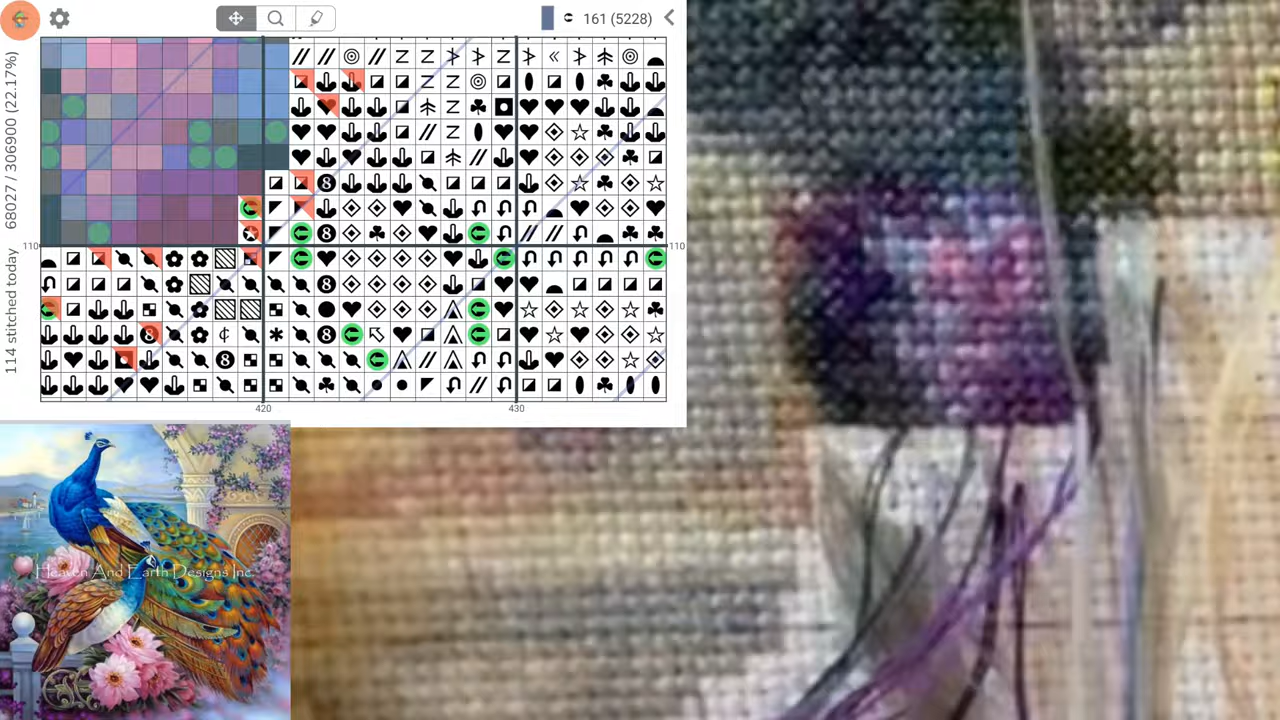 161 (5228)
114 stitched today 68027 / 306900 (22.17%)
110
110
420
430
Heaven And Earth Designs Inc.